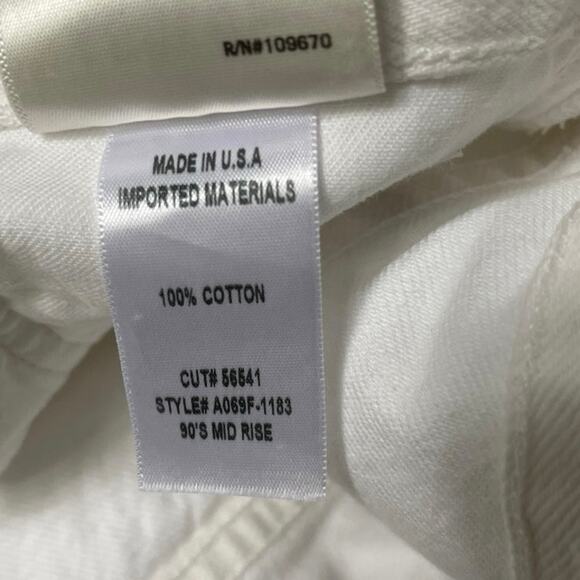 R/N#109670
MADE IN U.S.A
IMPORTED MATERIALS
100% COTTON
CUT# 56541
STYLE# A069F-1183
90'S MID RISE